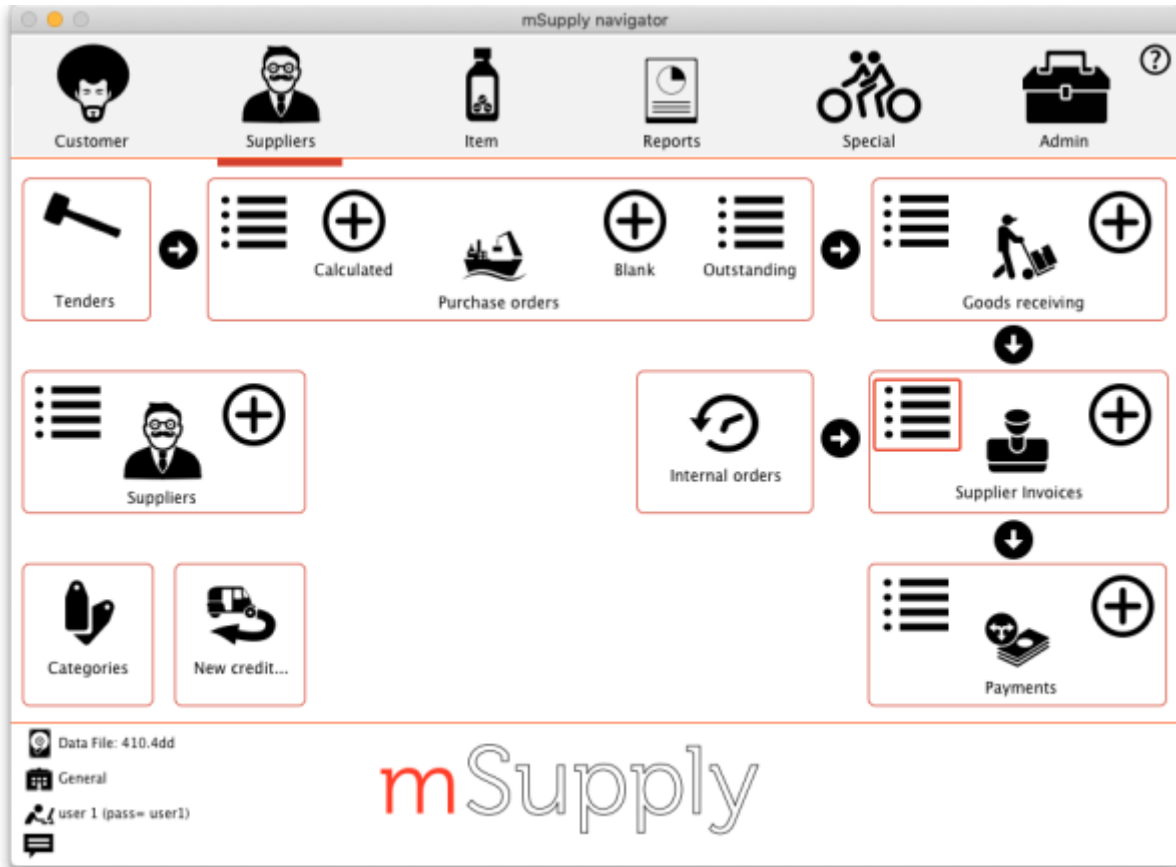 mSupply navigator
?
Customer
Suppliers
Item
Reports
Special
Admin
Tenders
Calculated
Purchase orders
Blank
Outstanding
Goods receiving
Suppliers
Internal orders
Supplier Invoices
Categories
New credit...
Payments
Data File: 410.4dd
General
user 1 (pass= user1)
mSupply